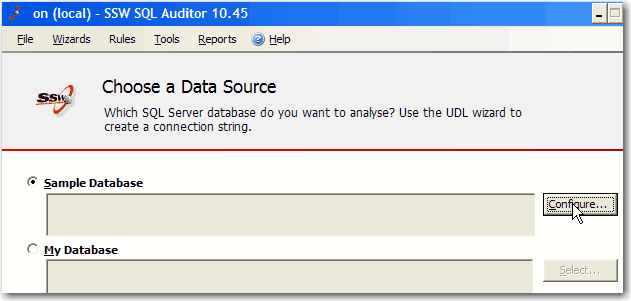 on (local) - SSW SQL Auditor 10.45
File Wizards Rules Tools Reports Help
SSW
Choose a Data Source
Which SQL Server database do you want to analyse? Use the UDL wizard to
create a connection string.
Sample Database
Configure...
My Database
Select...